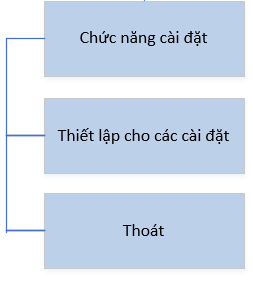 Chức năng cài đặt
Thiết lập cho các cài đặt
Thoát